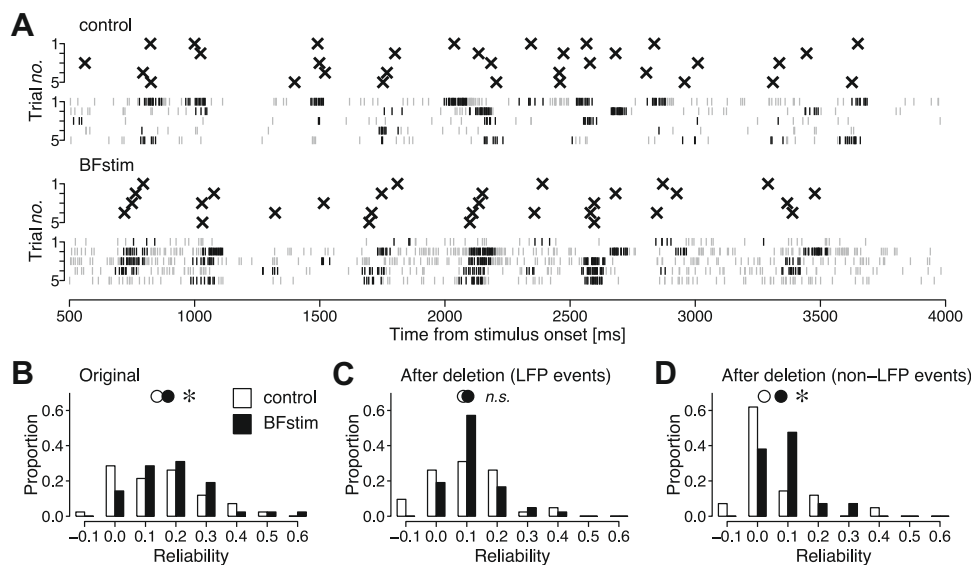 A
control
Trial no.
1
5
Trial no.
1
5
BFstim
Trial no.
1
5
1
5
500 1000 1500 2000 2500 3000 3500 4000
Time from stimulus onset [ms]
B Original
*
control
BFstim
Proportion
0.6
0.4
0.2
0.0
−0.1 0.0 0.1 0.2 0.3 0.4 0.5 0.6
Reliability
C After deletion (LFP events)
n.s.
Proportion
0.6
0.4
0.2
0.0
−0.1 0.0 0.1 0.2 0.3 0.4 0.5 0.6
Reliability
D After deletion (non−LFP events)
*
Proportion
0.6
0.4
0.2
0.0
−0.1 0.0 0.1 0.2 0.3 0.4 0.5 0.6
Reliability